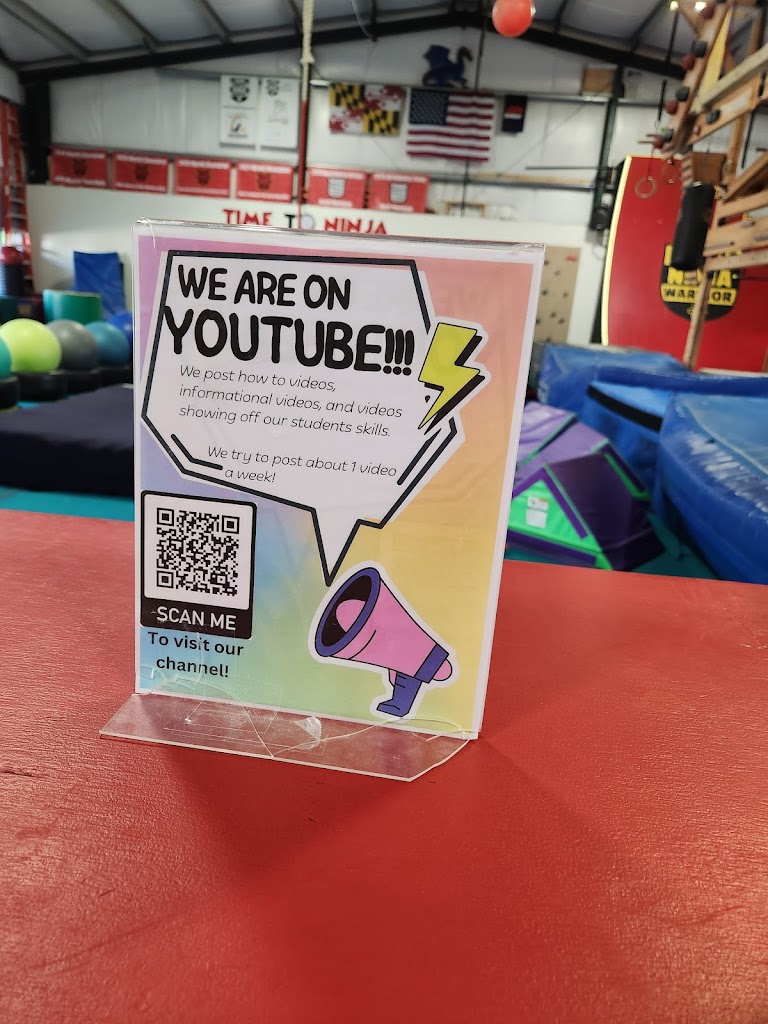 TIME TO NINJA
NINJA
WARRIOR
WE ARE ON
YOUTUBE!!!
We post how to videos,
informational videos, and videos
showing off our students skills.
We try to post about 1 video
a week!
SCAN ME
To visit our
channel!